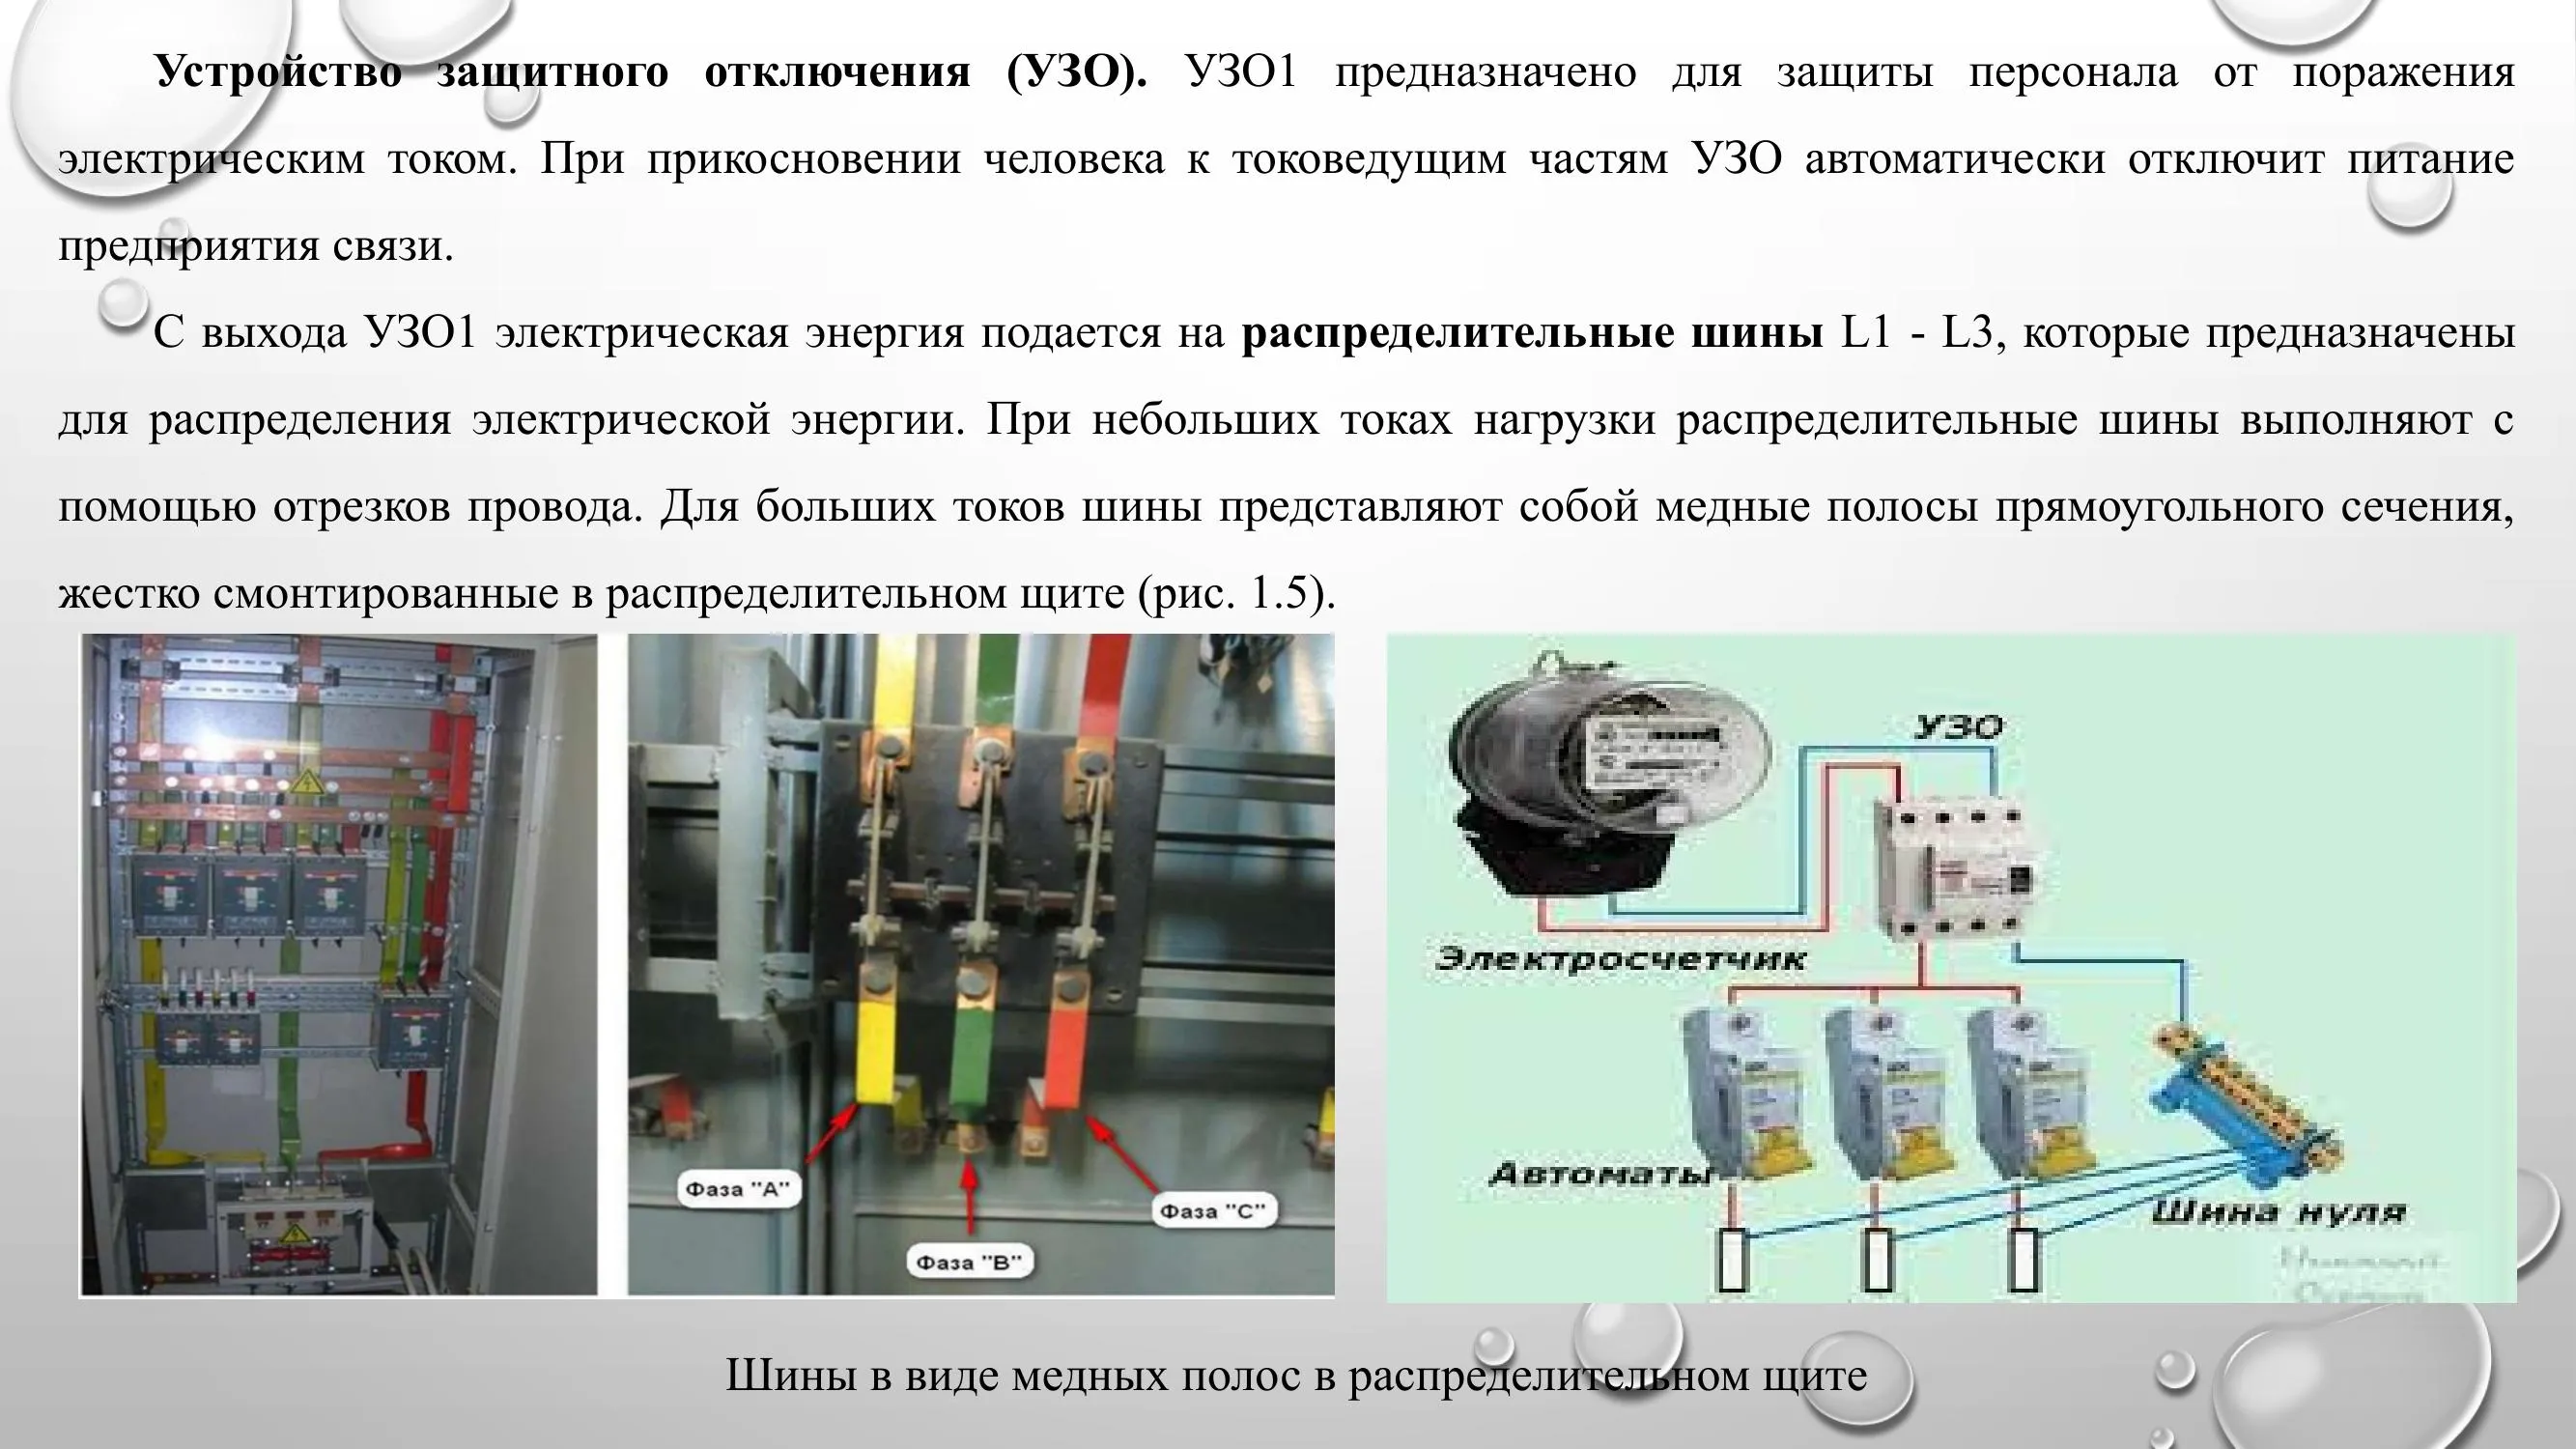 Устройство защитного отключения (УЗО). УЗО1 предназначено для защиты персонала от поражения
электрическим током. При прикосновении человека к токоведущим частям УЗО автоматически отключит питание
предприятия связи.
С выхода УЗО1 электрическая энергия подается на распределительные шины L1 - L3, которые предназначены
для распределения электрической энергии. При небольших токах нагрузки распределительные шины выполняют с
помощью отрезков провода. Для больших токов шины представляют собой медные полосы прямоугольного сечения,
жестко смонтированные в распределительном щите (рис. 1.5).
Фаза "А"
Фаза "В"
Фаза "С"
УЗО
Электросчетчик
Автоматы
Шина нуля
Шины в виде медных полос в распределительном щите